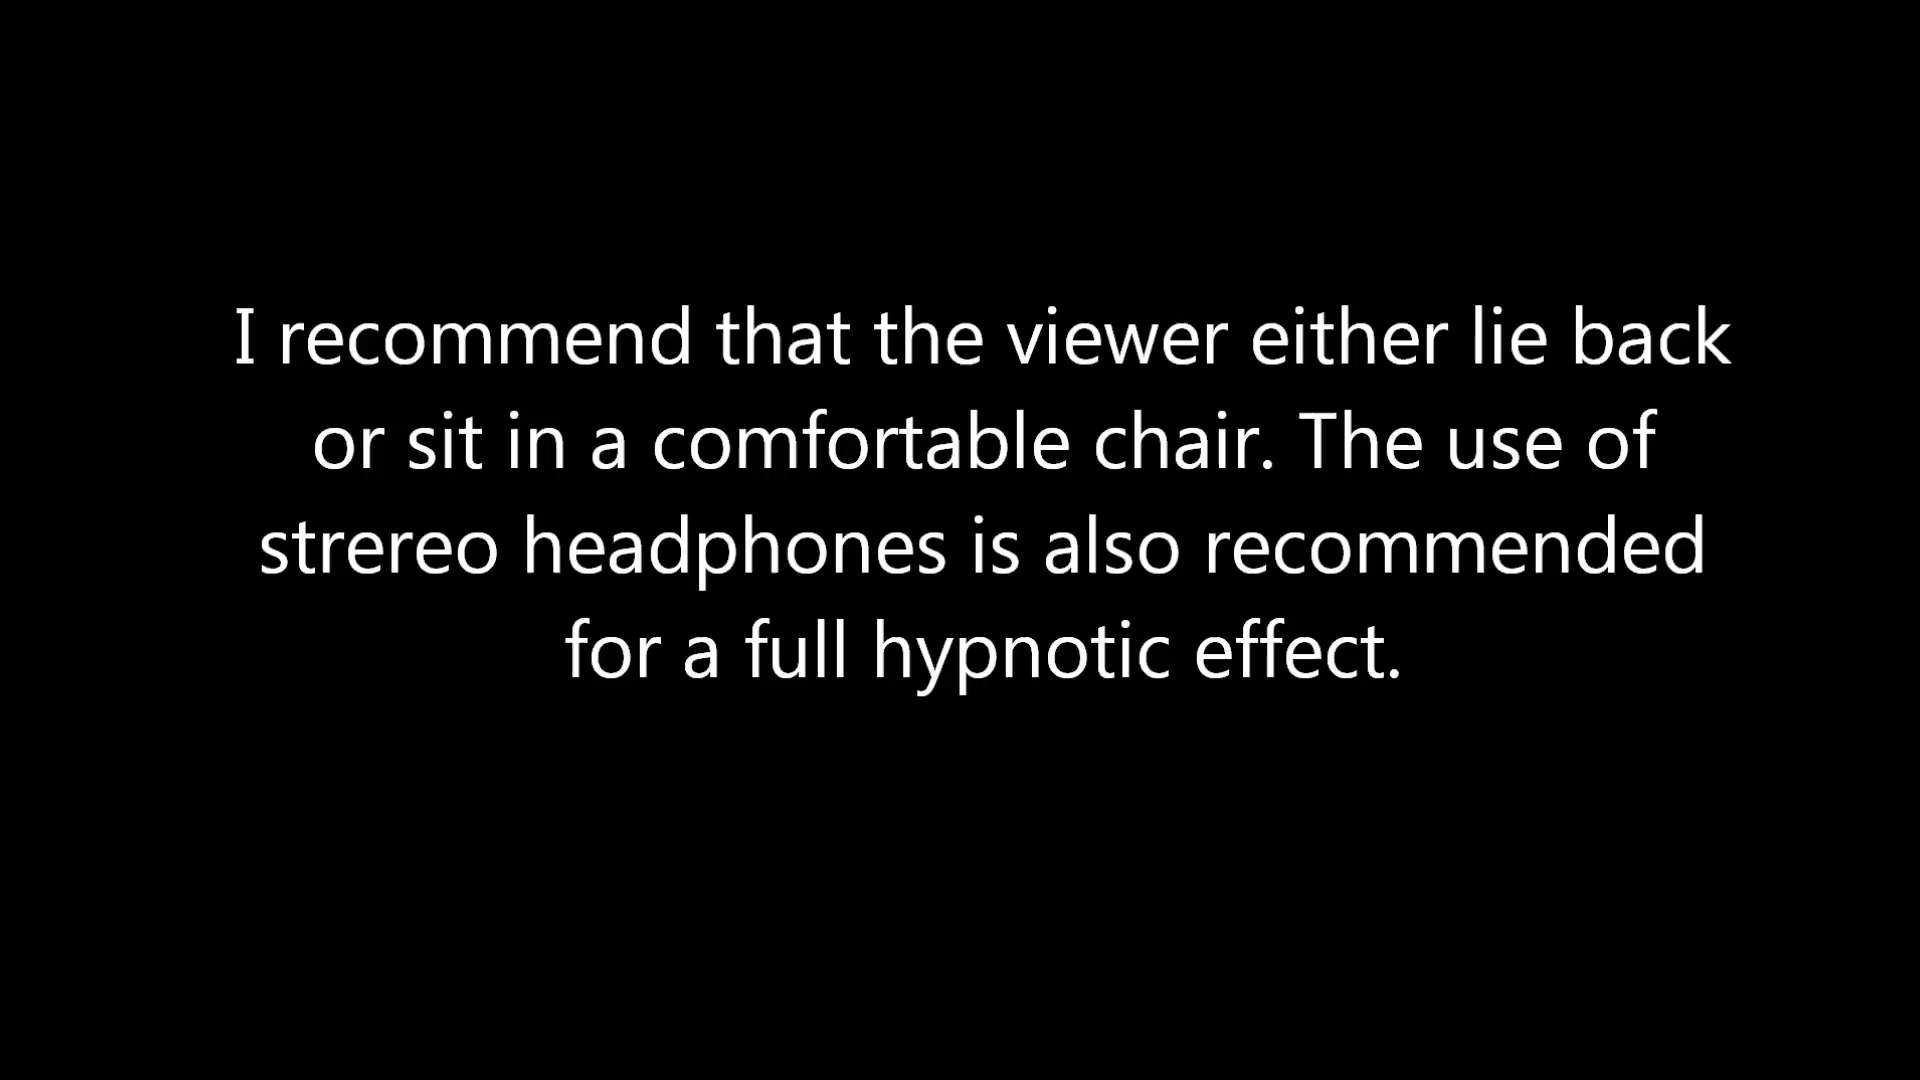 I recommend that the viewer either lie back
or sit in a comfortable chair. The use of
strereo headphones is also recommended
for a full hypnotic effect.